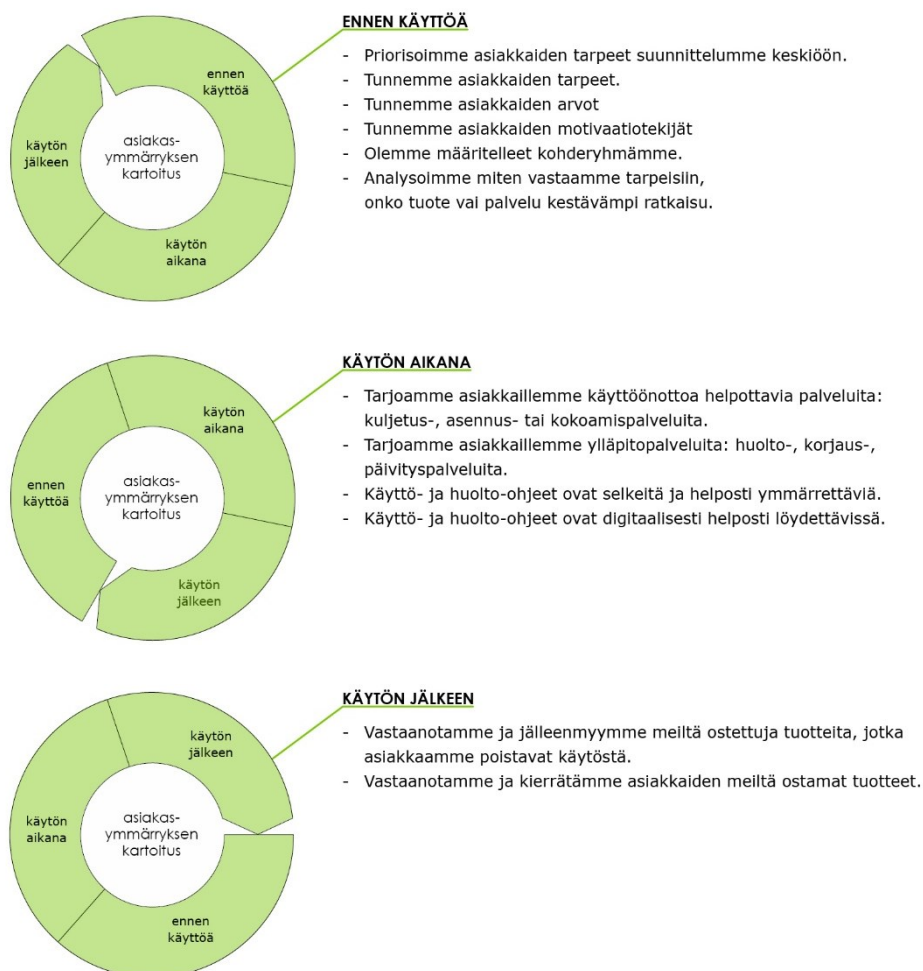 ENNEN KÄYTTÖÄ
- Priorisoimme asiakkaiden tarpeet suunnittelumme keskiöön.
- Tunnemme asiakkaiden tarpeet.
- Tunnemme asiakkaiden arvot
- Tunnemme asiakkaiden motivaatiotekijät
- Olemme määritelleet kohderyhmämme.
- Analysoimme miten vastaamme tarpeisiin,
onko tuote vai palvelu kestävämpi ratkaisu.
ennen
käyttöä
käytön
jälkeen
asiakas-
ymmärryksen
kartoitus
käytön
aikana
KÄYTÖN AIKANA
- Tarjoamme asiakkaillemme käyttöönottoa helpottavia palveluita:
kuljetus-, asennus- tai kokoamispalveluita.
- Tarjoamme asiakkaillemme ylläpitopalveluita: huolto-, korjaus-,
päivityspalveluita.
- Käyttö- ja huolto-ohjeet ovat selkeitä ja helposti ymmärrettäviä.
- Käyttö- ja huolto-ohjeet ovat digitaalisesti helposti löydettävissä.
käytön
aikana
ennen
käyttöä
asiakas-
ymmärryksen
kartoitus
käytön
jälkeen
KÄYTÖN JÄLKEEN
- Vastaanotamme ja jälleenmyymme meiltä ostettuja tuotteita, jotka
asiakkaamme poistavat käytöstä.
- Vastaanotamme ja kierrätämme asiakkaiden meiltä ostamat tuotteet.
käytön
jälkeen
käytön
aikana
asiakas-
ymmärryksen
kartoitus
ennen
käyttöä